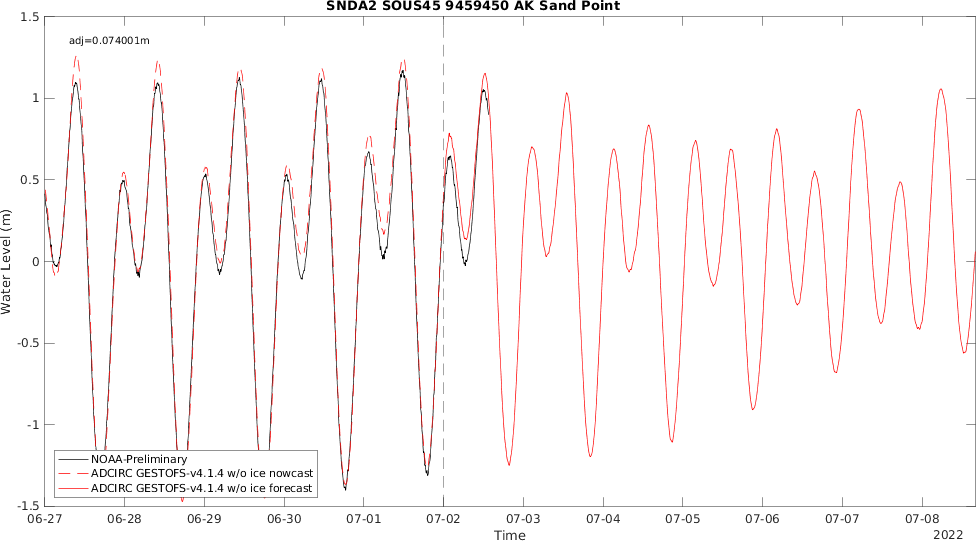 SNDA2 SOUS45 9459450 AK Sand Point
adj=0.074001m
1.5
1
0.5
0
-0.5
-1
-1.5
Water Level (m)
NOAA-Preliminary
ADCIRC GESTOFS-v4.1.4 w/o ice nowcast
ADCIRC GESTOFS-v4.1.4 w/o ice forecast
06-27 06-28 06-29 06-30 07-01 07-02 07-03 07-04 07-05 07-06 07-07 07-08
Time
2022